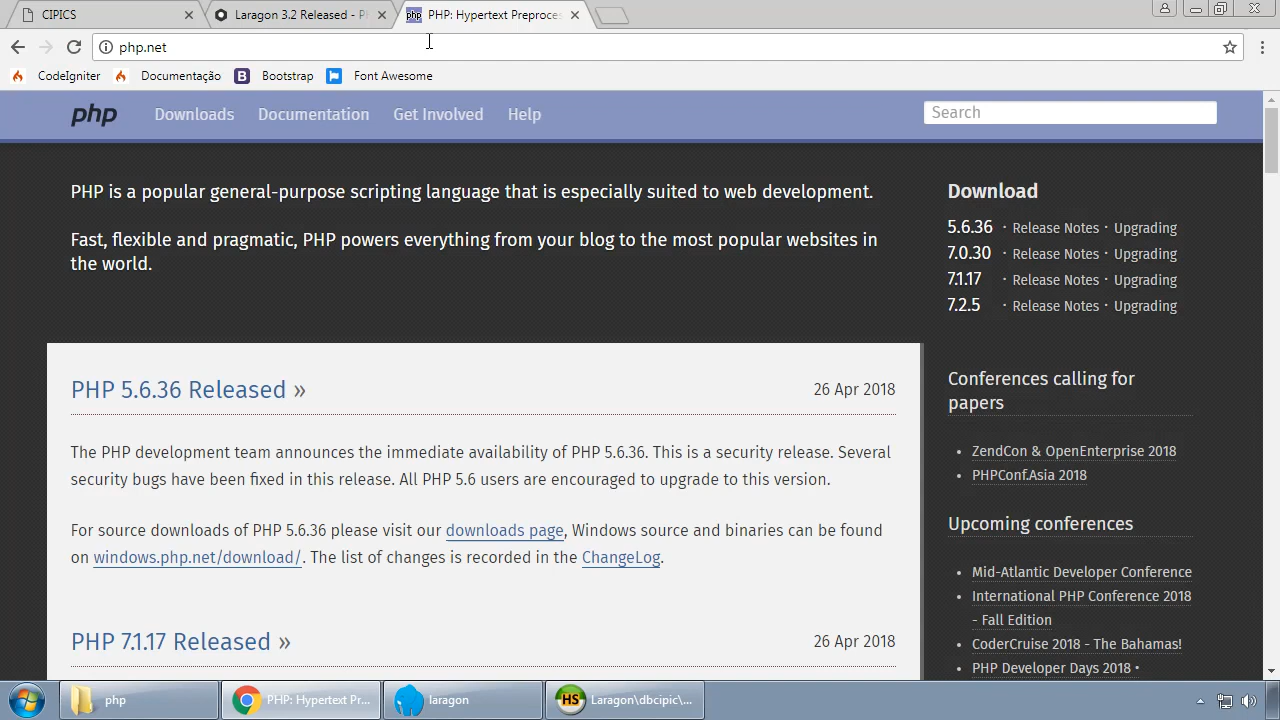 CIPICS
Laragon 3.2 Released - P
PHP: Hypertext Preproces
php.net
CodeIgniter
Documentação
B
Bootstrap
Font Awesome
php
Downloads
Documentation
Get Involved
Help
Search
PHP is a popular general-purpose scripting language that is especially suited to web development.
Fast, flexible and pragmatic, PHP powers everything from your blog to the most popular websites in
the world.
Download
5.6.36 · Release Notes · Upgrading
7.0.30 · Release Notes · Upgrading
7.1.17 · Release Notes · Upgrading
7.2.5 · Release Notes · Upgrading
PHP 5.6.36 Released »
26 Apr 2018
The PHP development team announces the immediate availability of PHP 5.6.36. This is a security release. Several
security bugs have been fixed in this release. All PHP 5.6 users are encouraged to upgrade to this version.
For source downloads of PHP 5.6.36 please visit our downloads page, Windows source and binaries can be found
on windows.php.net/download/. The list of changes is recorded in the ChangeLog.
PHP 7.1.17 Released »
26 Apr 2018
Conferences calling for
papers
• ZendCon & OpenEnterprise 2018
• PHPConf.Asia 2018
Upcoming conferences
• Mid-Atlantic Developer Conference
• International PHP Conference 2018
- Fall Edition
• CoderCruise 2018 - The Bahamas!
• PHP Developer Days 2018 •
php
PHP: Hypertext Pr...
laragon
HS
Laragon\dbcipic\...